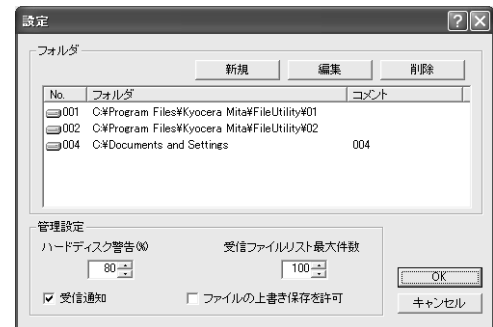 設定
フォルダ
新規 編集 削除
No. フォルダ コメント
001 C:¥Program Files¥Kyocera Mita¥FileUtility¥01
002 C:¥Program Files¥Kyocera Mita¥FileUtility¥02
004 C:¥Documents and Settings 004
管理設定
ハードディスク警告(%) 受信ファイルリスト最大件数
80 100
OK
受信通知 ファイルの上書き保存を許可 キャンセル